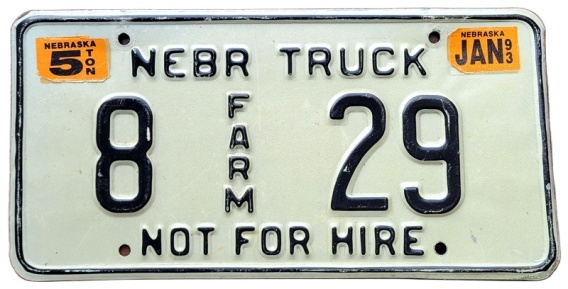 NEBRASKA
5 TON
NEBRASKA
JAN 93
NEBR TRUCK
8 FARM 29
NOT FOR HIRE